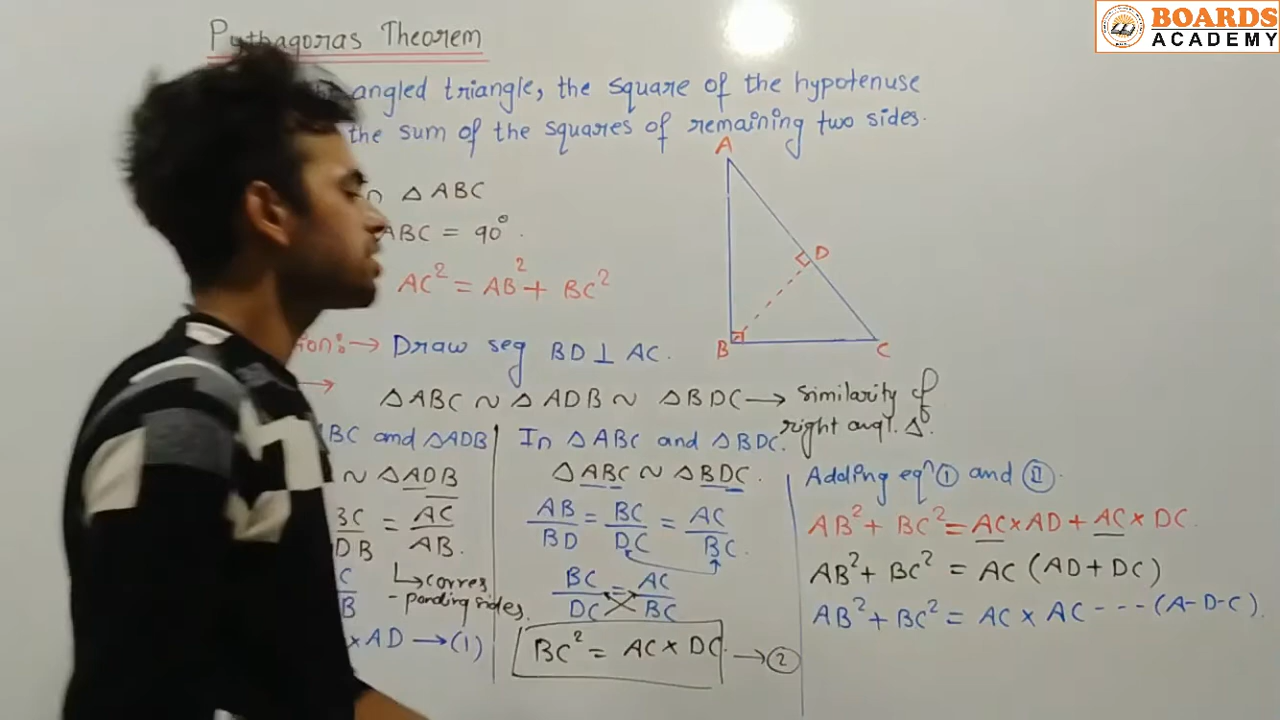 BOARDS
ACADEMY
Pythagoras Theorem
angled triangle, the square of the hypotenuse
the sum of the squares of remaining two sides.
△ ABC
ABC = 90°.
AC² = AB² + BC²
A
D
B
C
Draw seg BD ⊥ AC.
△ABC ~ △ADB ~ △BDC → similarity of
right angl. △.
BC and △ADB
~ △ADB
BC/DB = AC/AB.
↳ corres
- ponding sides.
× AD → (1)
In △ABC and △BDC.
△ABC ~ △BDC.
AB/BD = BC/DC = AC/BC.
BC/DC = AC/BC
BC² = AC × DC. → ②
Adding eqⁿ ① and Ⅱ.
AB² + BC² = AC × AD + AC × DC.
AB² + BC² = AC (AD + DC)
AB² + BC² = AC × AC - - - - (A-D-C).